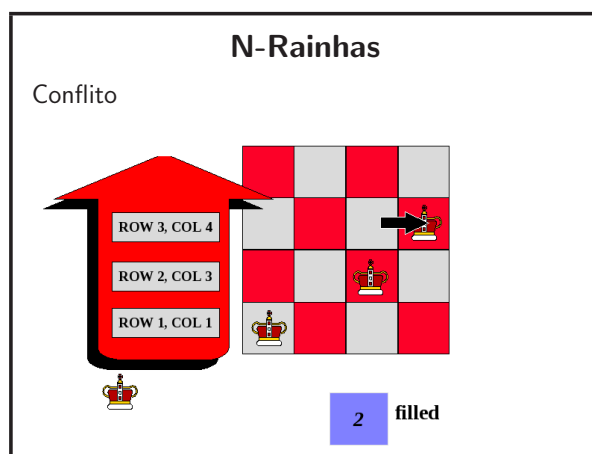 N-Rainhas
Conflito
ROW 3, COL 4
ROW 2, COL 3
ROW 1, COL 1
2 filled